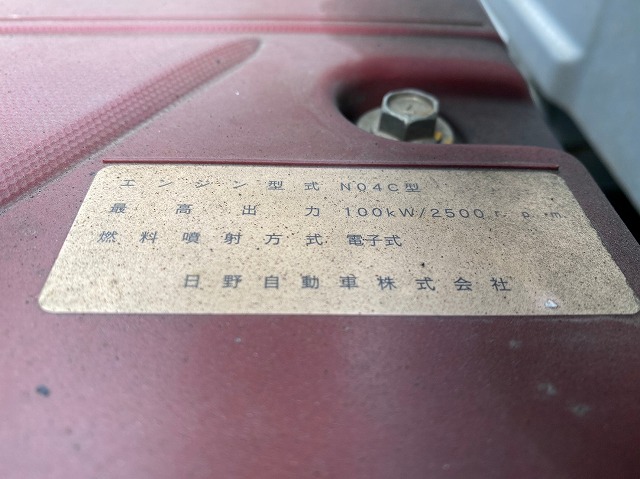 エンジン型式 N04C型
最高出力 100kW/2500r.p.m.
燃料噴射方式 電子式
日野自動車株式会社